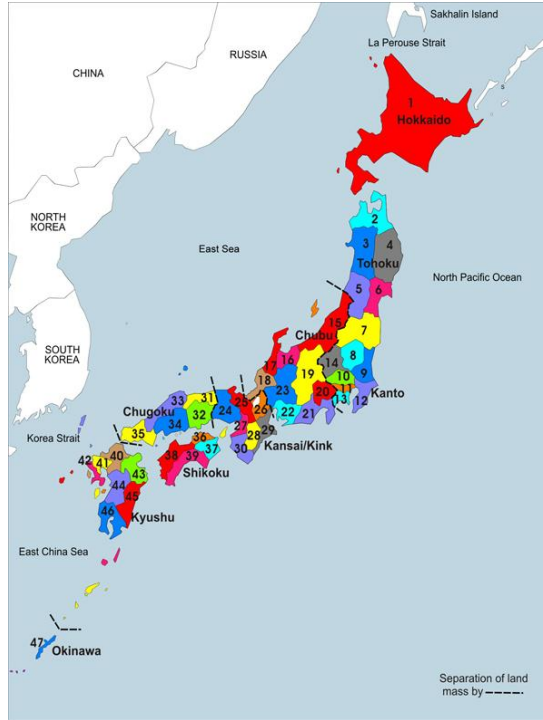 Sakhalin Island
La Perouse Strait
RUSSIA
CHINA
S
1
Hokkaido
NORTH
KOREA
2
East Sea
3
4
Tohoku
North Pacific Ocean
5
6
SOUTH
KOREA
15
7
Chubu
17
16
14
8
18
19
10
9
23
11
20
13
12
Kanto
33
31
25
26
22
21
Chugoku
34
32
24
27
28
29
30
Kansai/Kink
Korea Strait
35
36
37
38
39
Shikoku
42
41
40
43
44
45
46
Kyushu
East China Sea
47
Okinawa
Separation of land
mass by